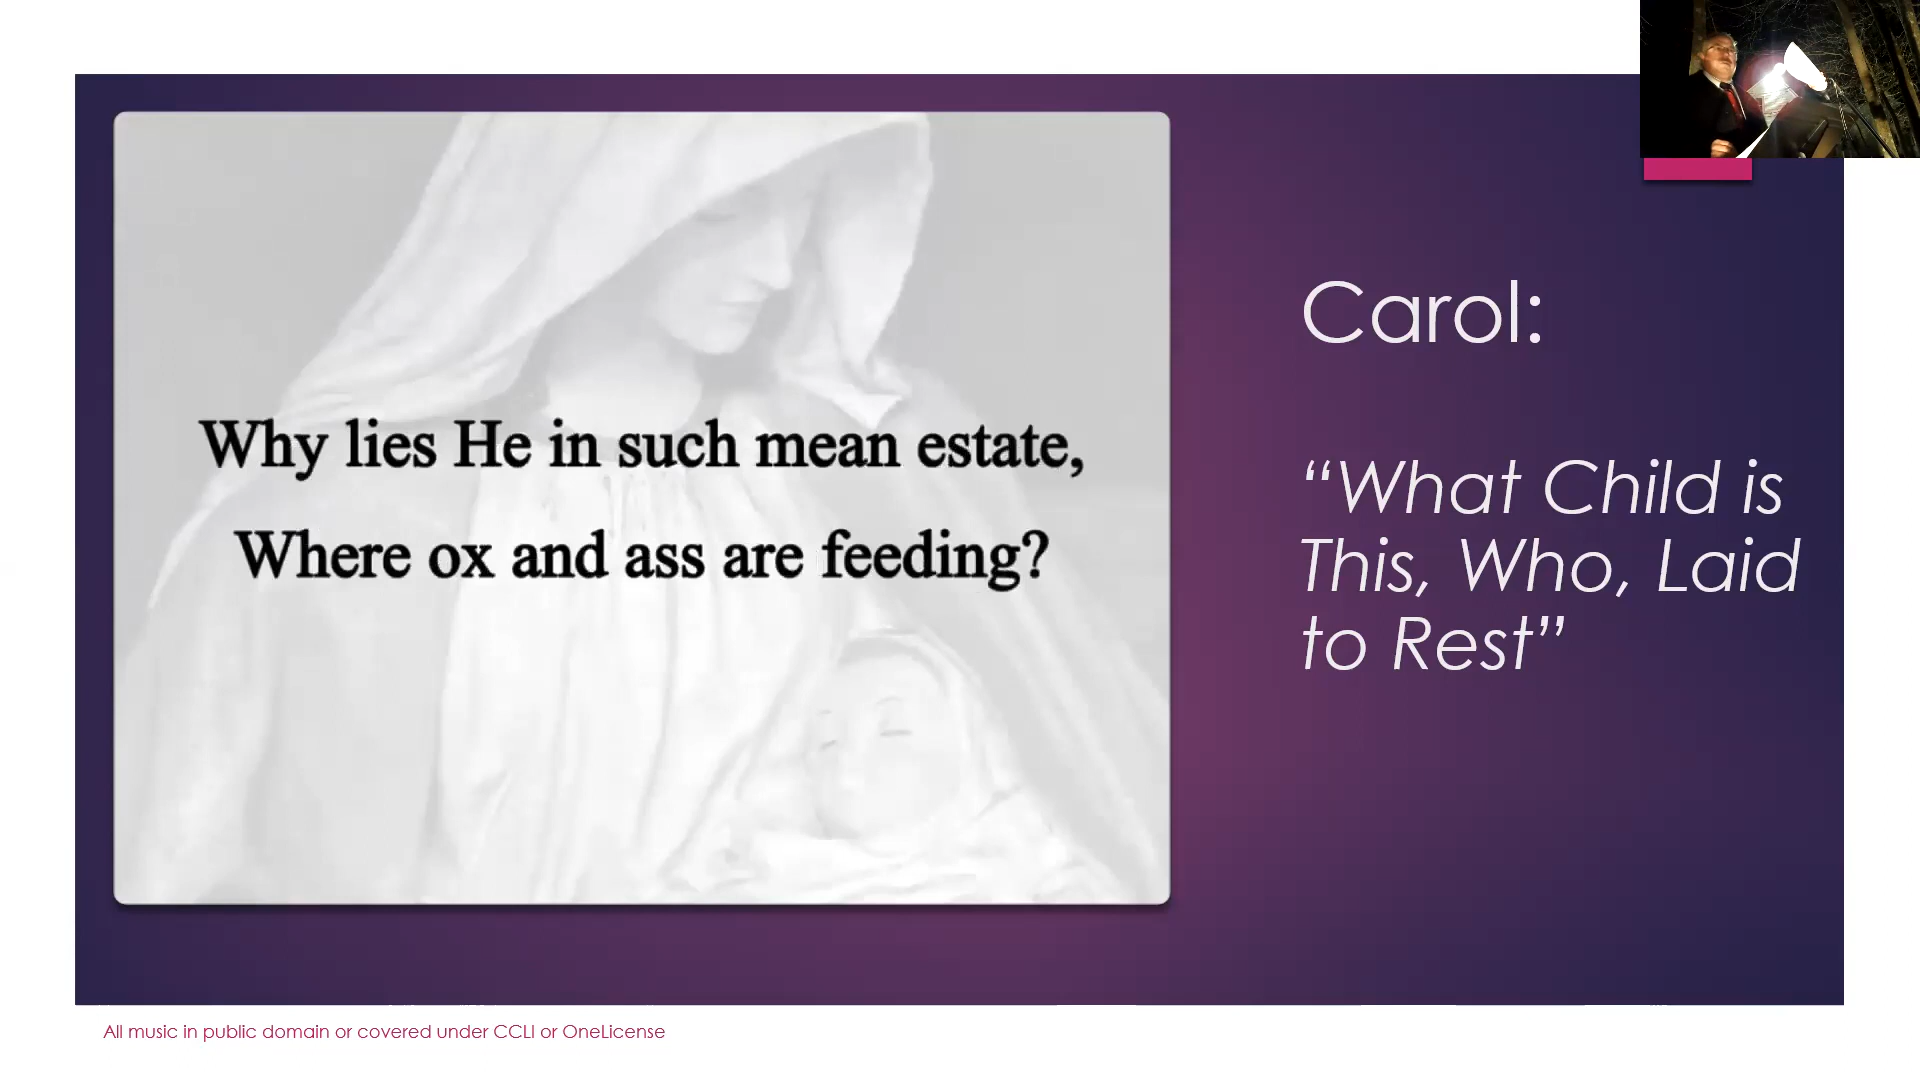 Why lies He in such mean estate,
Where ox and ass are feeding?
Carol:
“What Child is
This, Who, Laid
to Rest”
All music in public domain or covered under CCLI or OneLicense